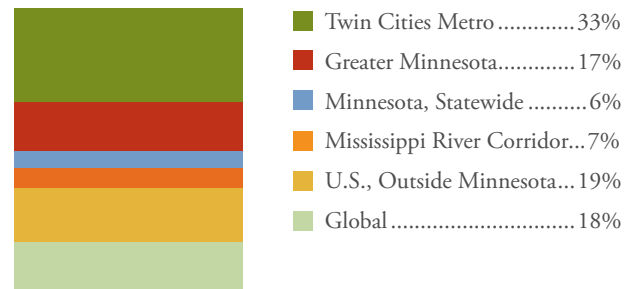 Twin Cities Metro .............33%
Greater Minnesota.............17%
Minnesota, Statewide ..........6%
Mississippi River Corridor...7%
U.S., Outside Minnesota...19%
Global ...............................18%